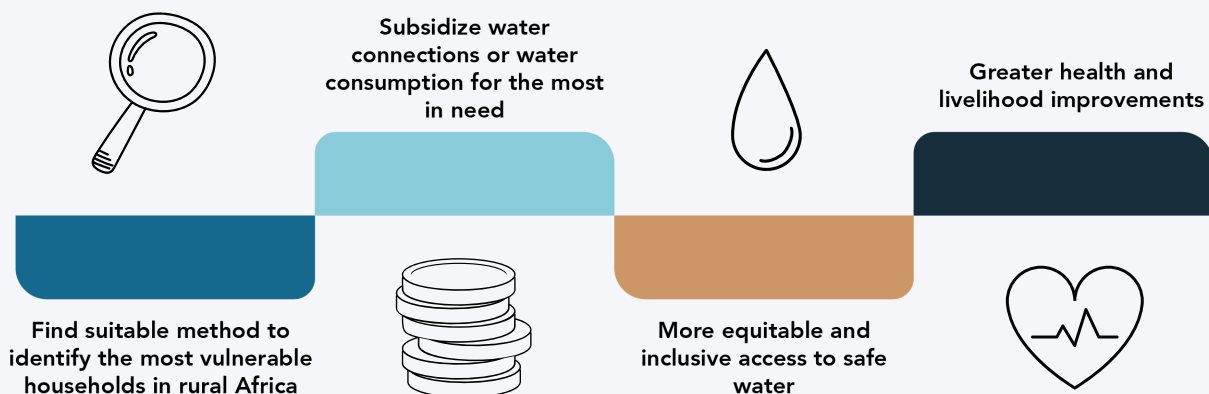 Find suitable method to
identify the most vulnerable
households in rural Africa
Subsidize water
connections or water
consumption for the most
in need
More equitable and
inclusive access to safe
water
Greater health and
livelihood improvements